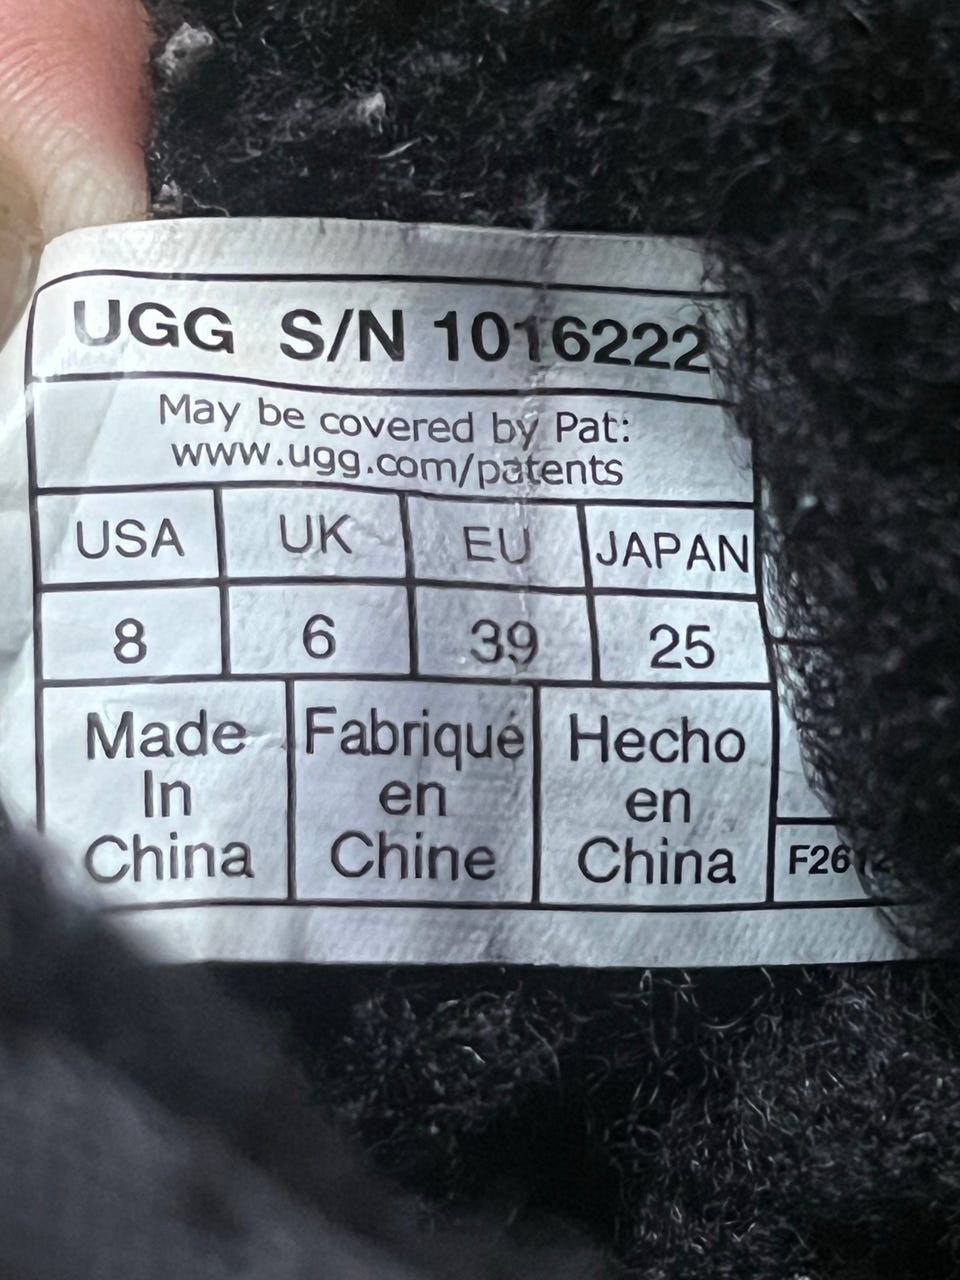 UGG S/N 1016222
May be covered by Pat:
www.ugg.com/patents
USA UK EU JAPAN
8 6 39 25
Made
In
China
Fabriqué
en
Chine
Hecho
en
China